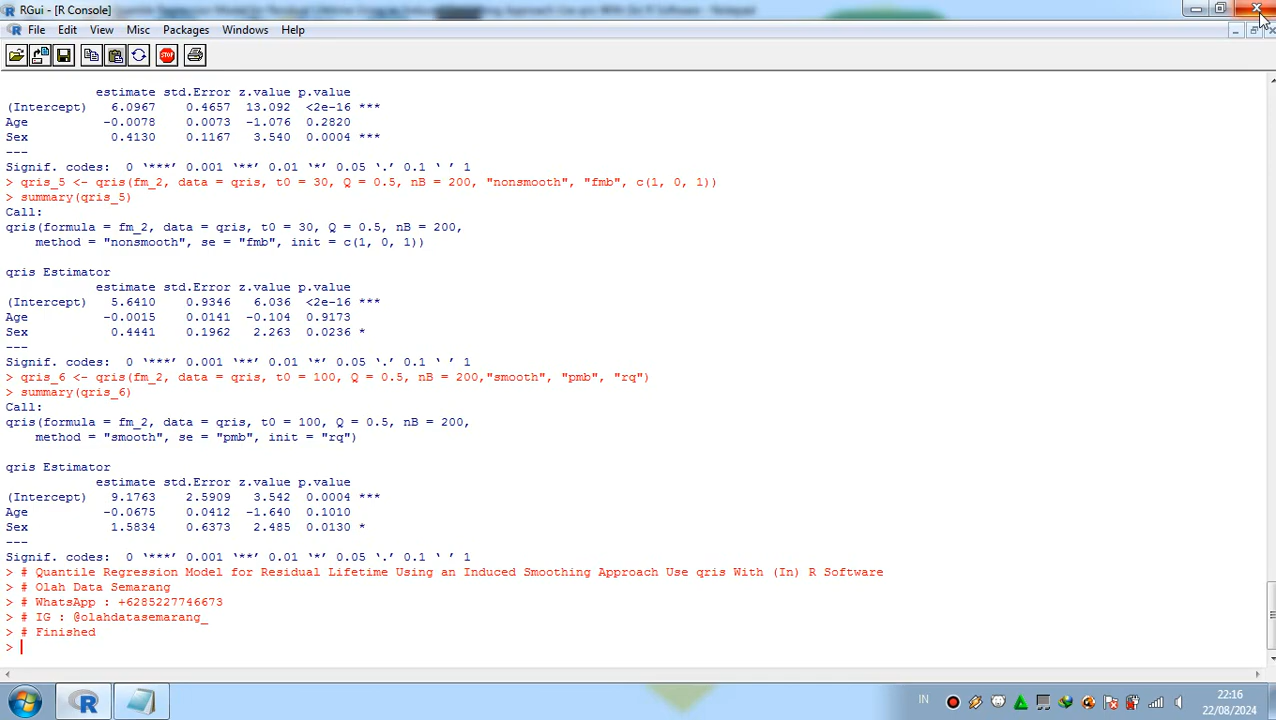 RGui - [R Console]
File Edit View Misc Packages Windows Help
STOP
estimate std.Error z.value p.value
(Intercept) 6.0967 0.4657 13.092 <2e-16 ***
Age -0.0078 0.0073 -1.076 0.2820
Sex 0.4130 0.1167 3.540 0.0004 ***
---
Signif. codes: 0 ‘***’ 0.001 ‘**’ 0.01 ‘*’ 0.05 ‘.’ 0.1 ‘ ’ 1
> qris_5 <- qris(fm_2, data = qris, t0 = 30, Q = 0.5, nB = 200, "nonsmooth", "fmb", c(1, 0, 1))
> summary(qris_5)
Call:
qris(formula = fm_2, data = qris, t0 = 30, Q = 0.5, nB = 200,
method = "nonsmooth", se = "fmb", init = c(1, 0, 1))
qris Estimator
estimate std.Error z.value p.value
(Intercept) 5.6410 0.9346 6.036 <2e-16 ***
Age -0.0015 0.0141 -0.104 0.9173
Sex 0.4441 0.1962 2.263 0.0236 *
---
Signif. codes: 0 ‘***’ 0.001 ‘**’ 0.01 ‘*’ 0.05 ‘.’ 0.1 ‘ ’ 1
> qris_6 <- qris(fm_2, data = qris, t0 = 100, Q = 0.5, nB = 200,"smooth", "pmb", "rq")
> summary(qris_6)
Call:
qris(formula = fm_2, data = qris, t0 = 100, Q = 0.5, nB = 200,
method = "smooth", se = "pmb", init = "rq")
qris Estimator
estimate std.Error z.value p.value
(Intercept) 9.1763 2.5909 3.542 0.0004 ***
Age -0.0675 0.0412 -1.640 0.1010
Sex 1.5834 0.6373 2.485 0.0130 *
---
Signif. codes: 0 ‘***’ 0.001 ‘**’ 0.01 ‘*’ 0.05 ‘.’ 0.1 ‘ ’ 1
> # Quantile Regression Model for Residual Lifetime Using an Induced Smoothing Approach Use qris With (In) R Software
> # Olah Data Semarang
> # WhatsApp : +6285227746673
> # IG : @olahdatasemarang_
> # Finished
>
IN
22:16
22/08/2024